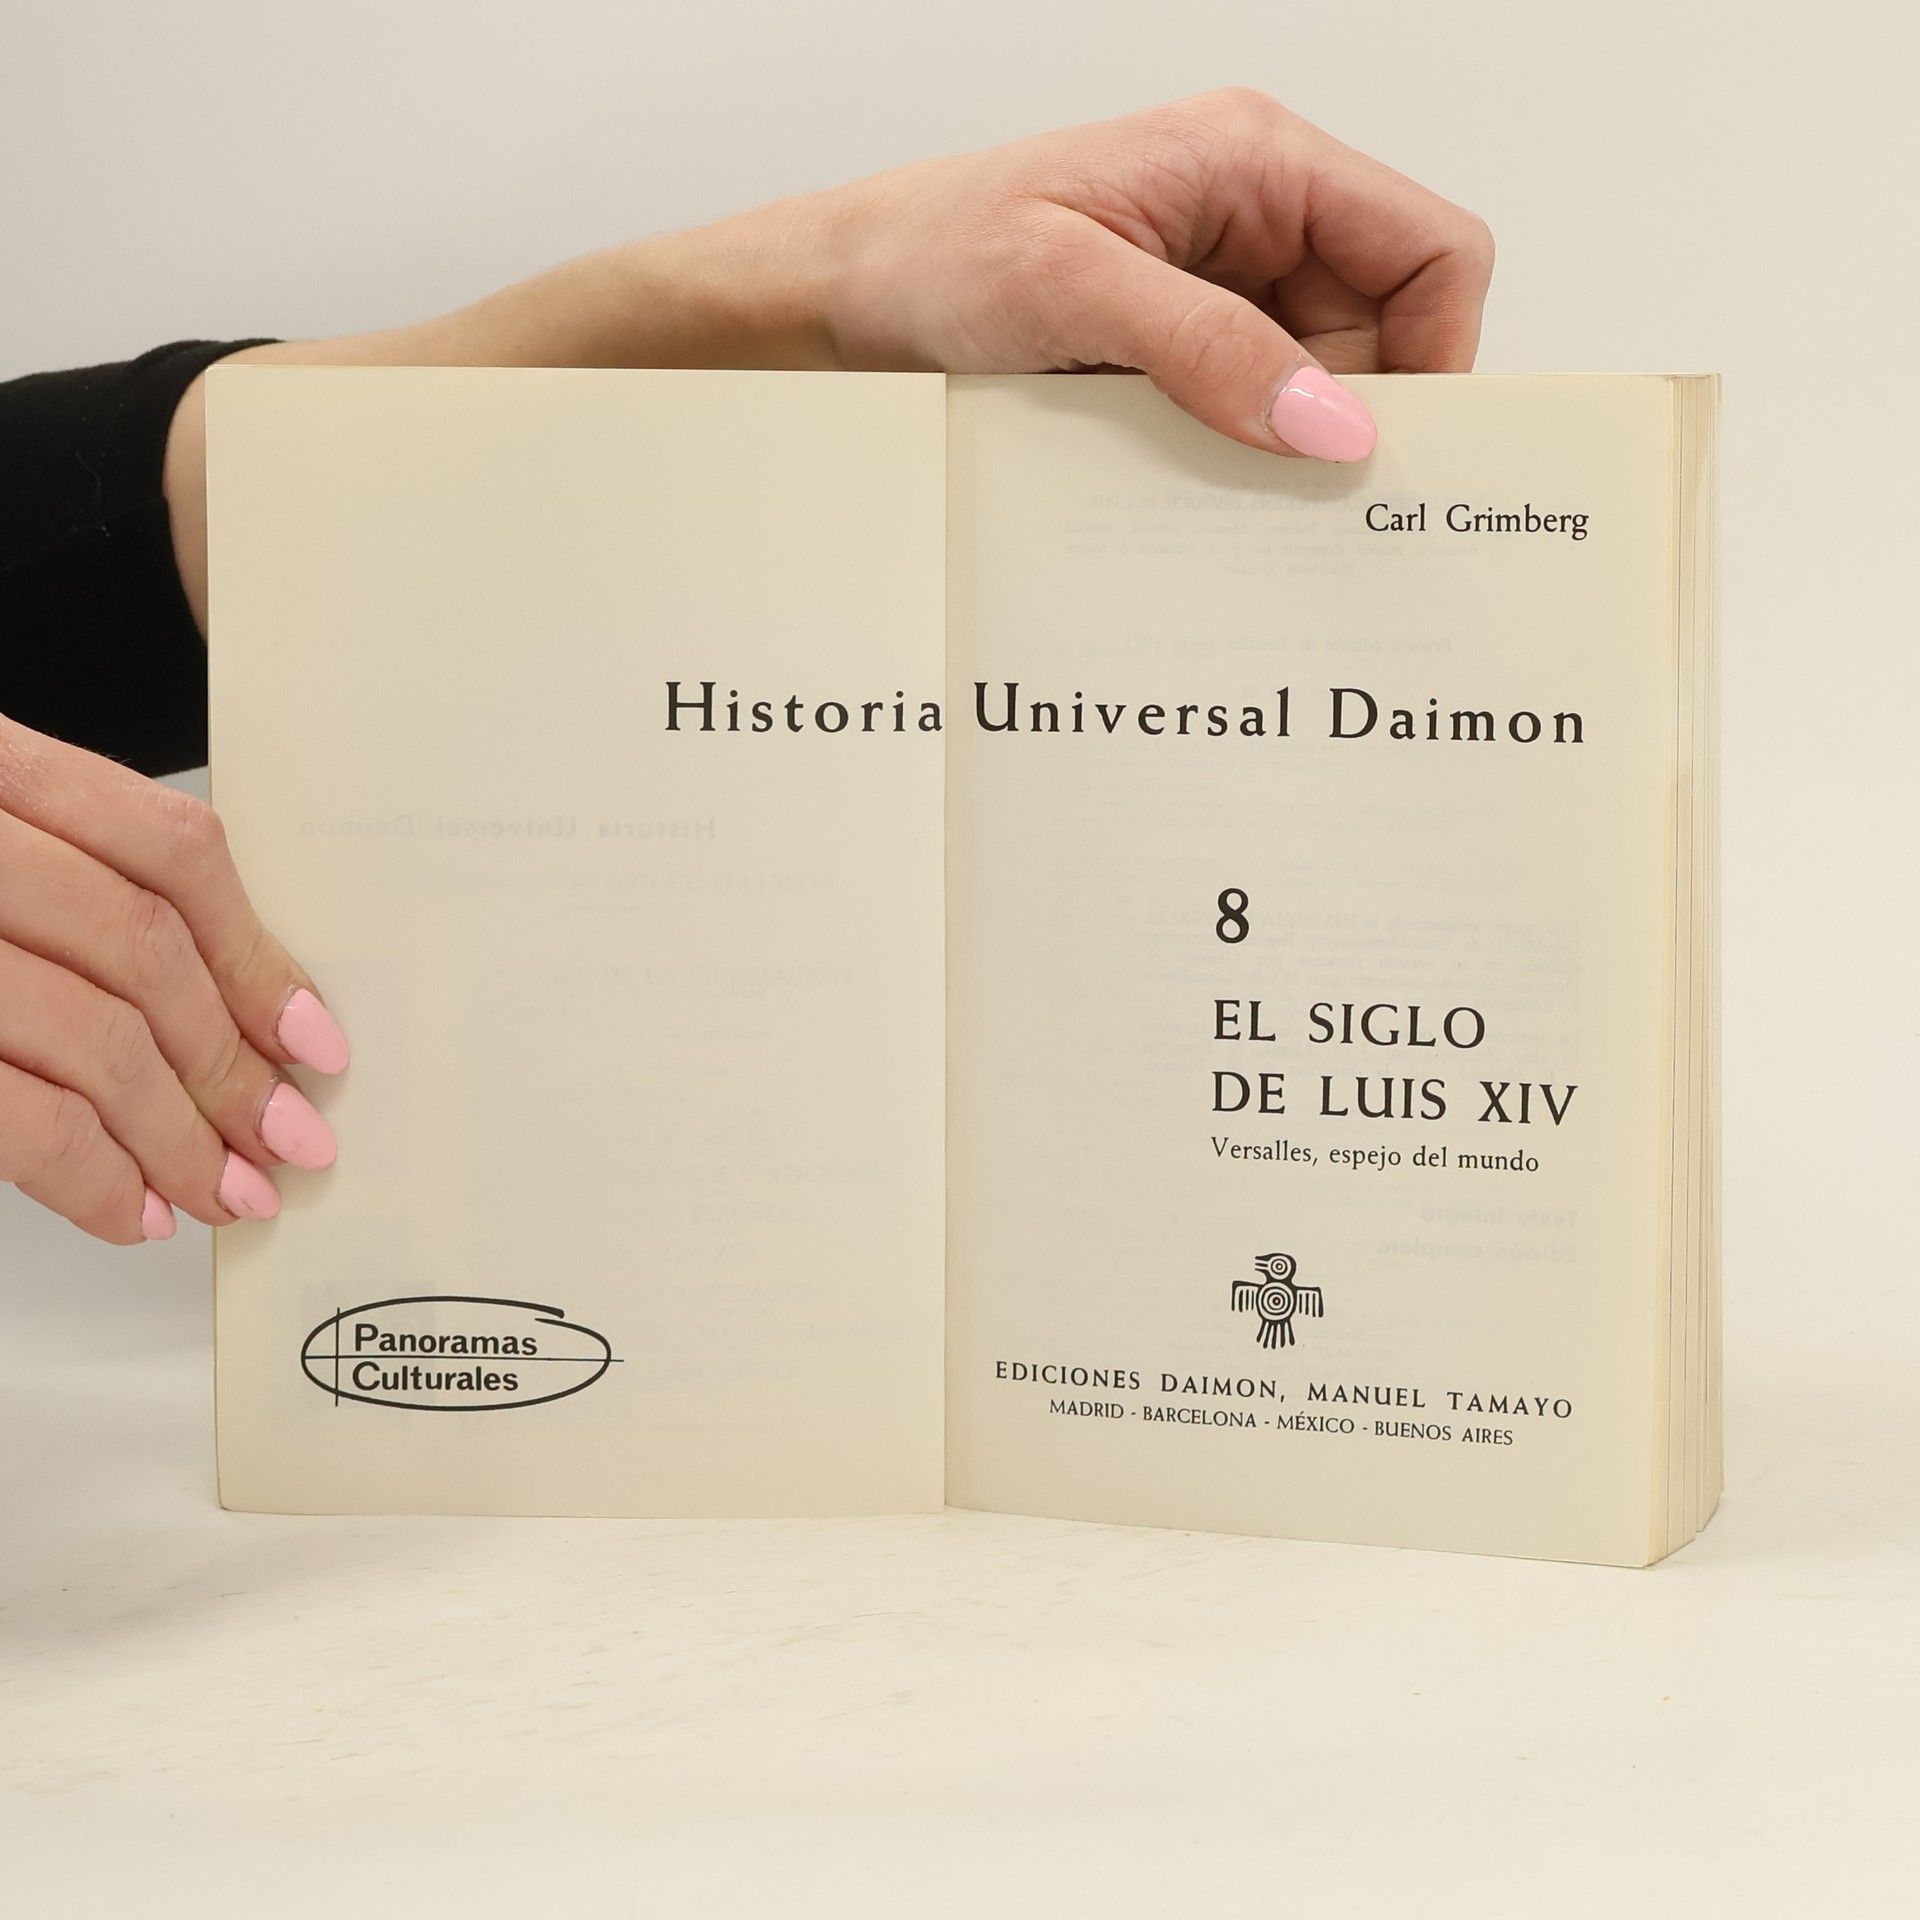 Carl Grimberg
Historia Universal Daimon
8
EL SIGLO
DE LUIS XIV
Versalles, espejo del mundo
Panoramas
Culturales
EDICIONES DAIMON, MANUEL TAMAYO
MADRID - BARCELONA - MÉXICO - BUENOS AIRES